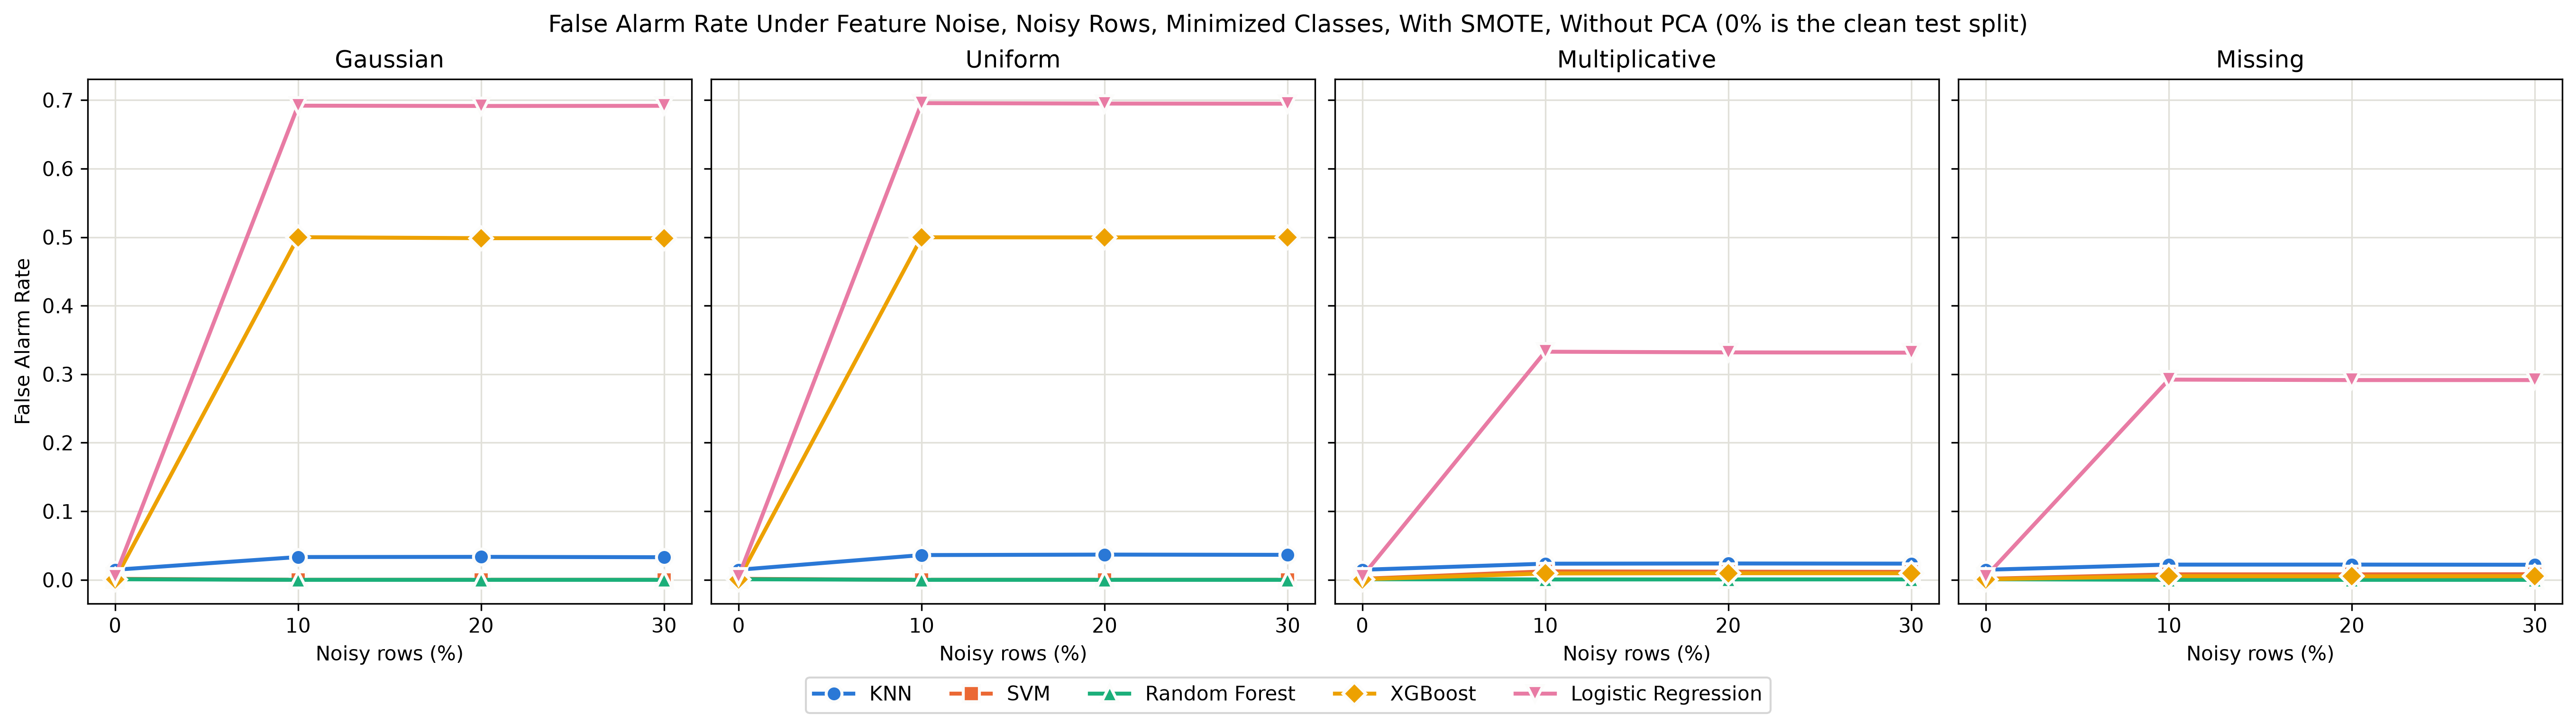 False Alarm Rate Under Feature Noise, Noisy Rows, Minimized Classes, With SMOTE, Without PCA (0% is the clean test split)
Gaussian
Uniform
Multiplicative
Missing
False Alarm Rate
0.7
0.6
0.5
0.4
0.3
0.2
0.1
0.0
0 10 20 30
0 10 20 30
0 10 20 30
0 10 20 30
Noisy rows (%)
Noisy rows (%)
Noisy rows (%)
Noisy rows (%)
KNN SVM Random Forest XGBoost Logistic Regression